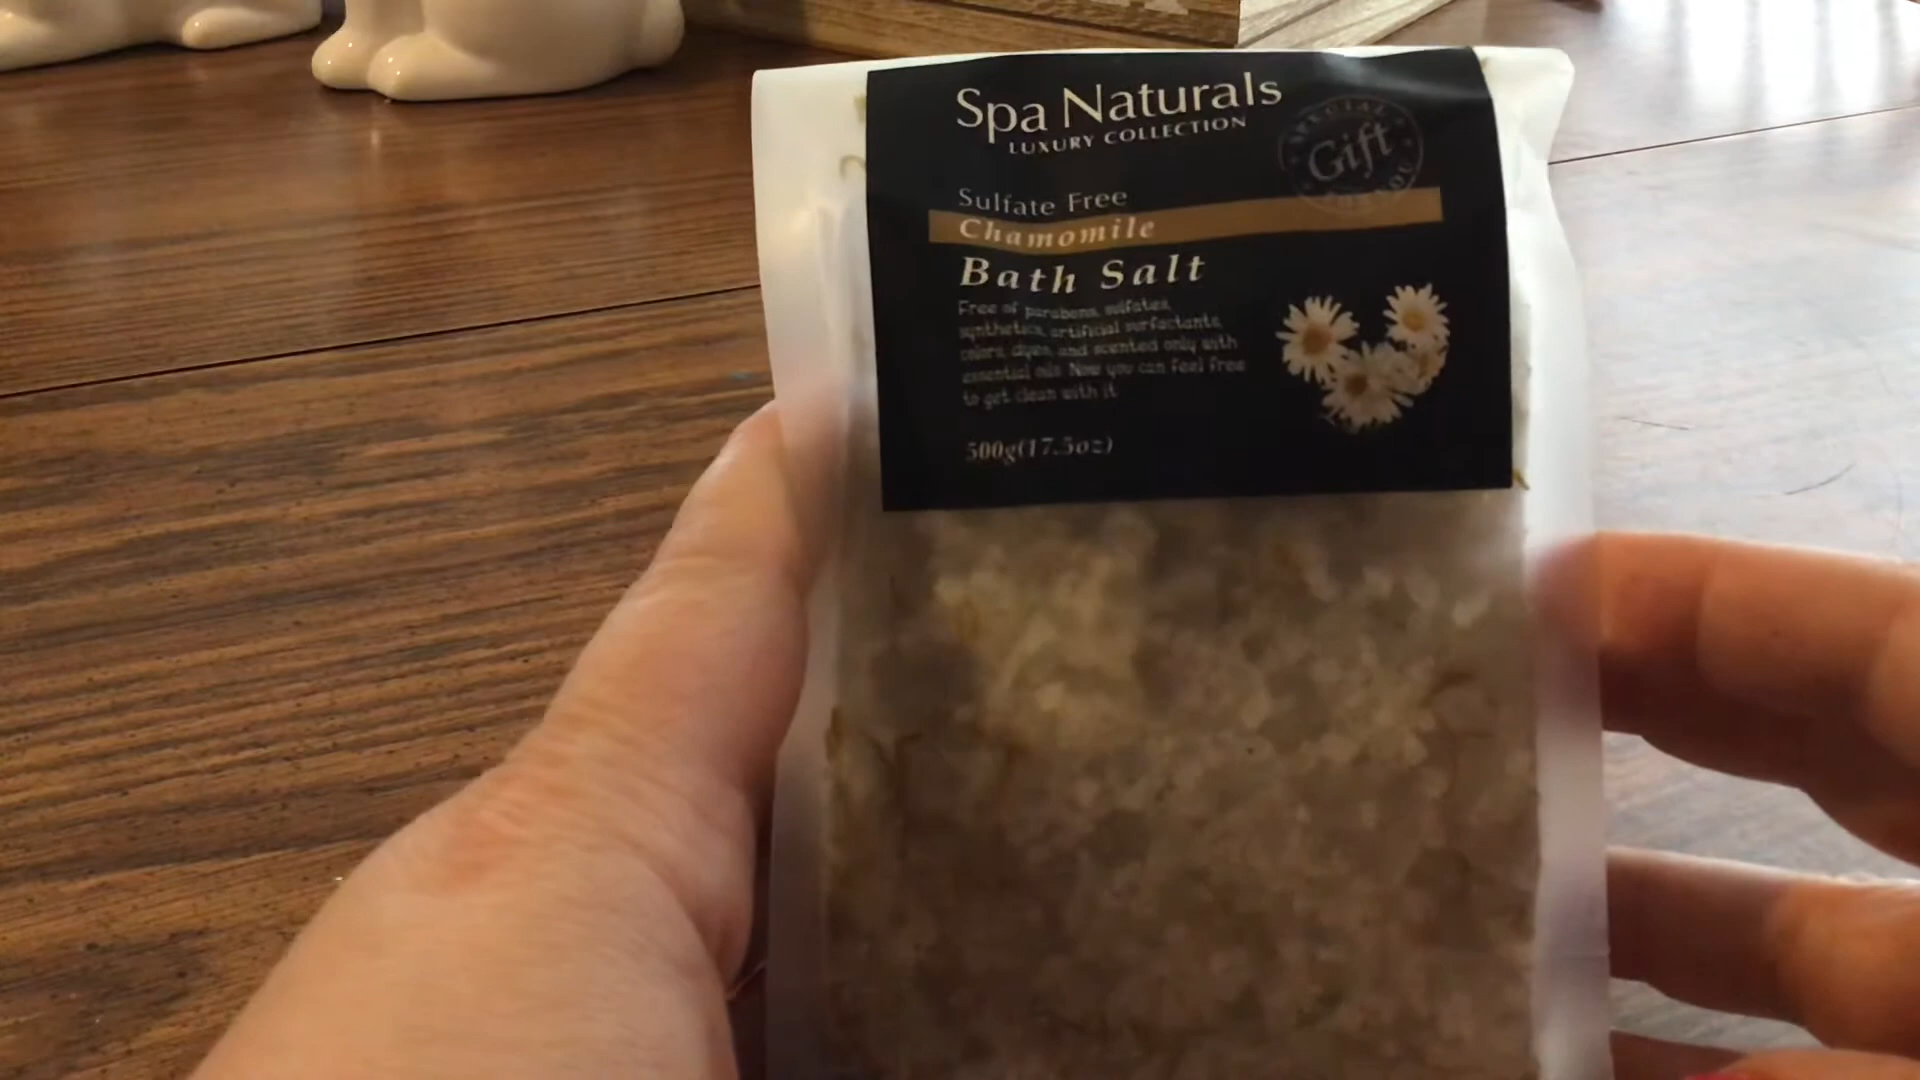 Spa Naturals
LUXURY COLLECTION
SPECIAL
Gift
Sulfate Free
Chamomile
Bath Salt
Free of parabens, sulfates,
synthetics, artificial surfactants,
colors, dyes, and scented only with
essential oils. Now you can feel free
to get clean with it
500g(17.5oz)